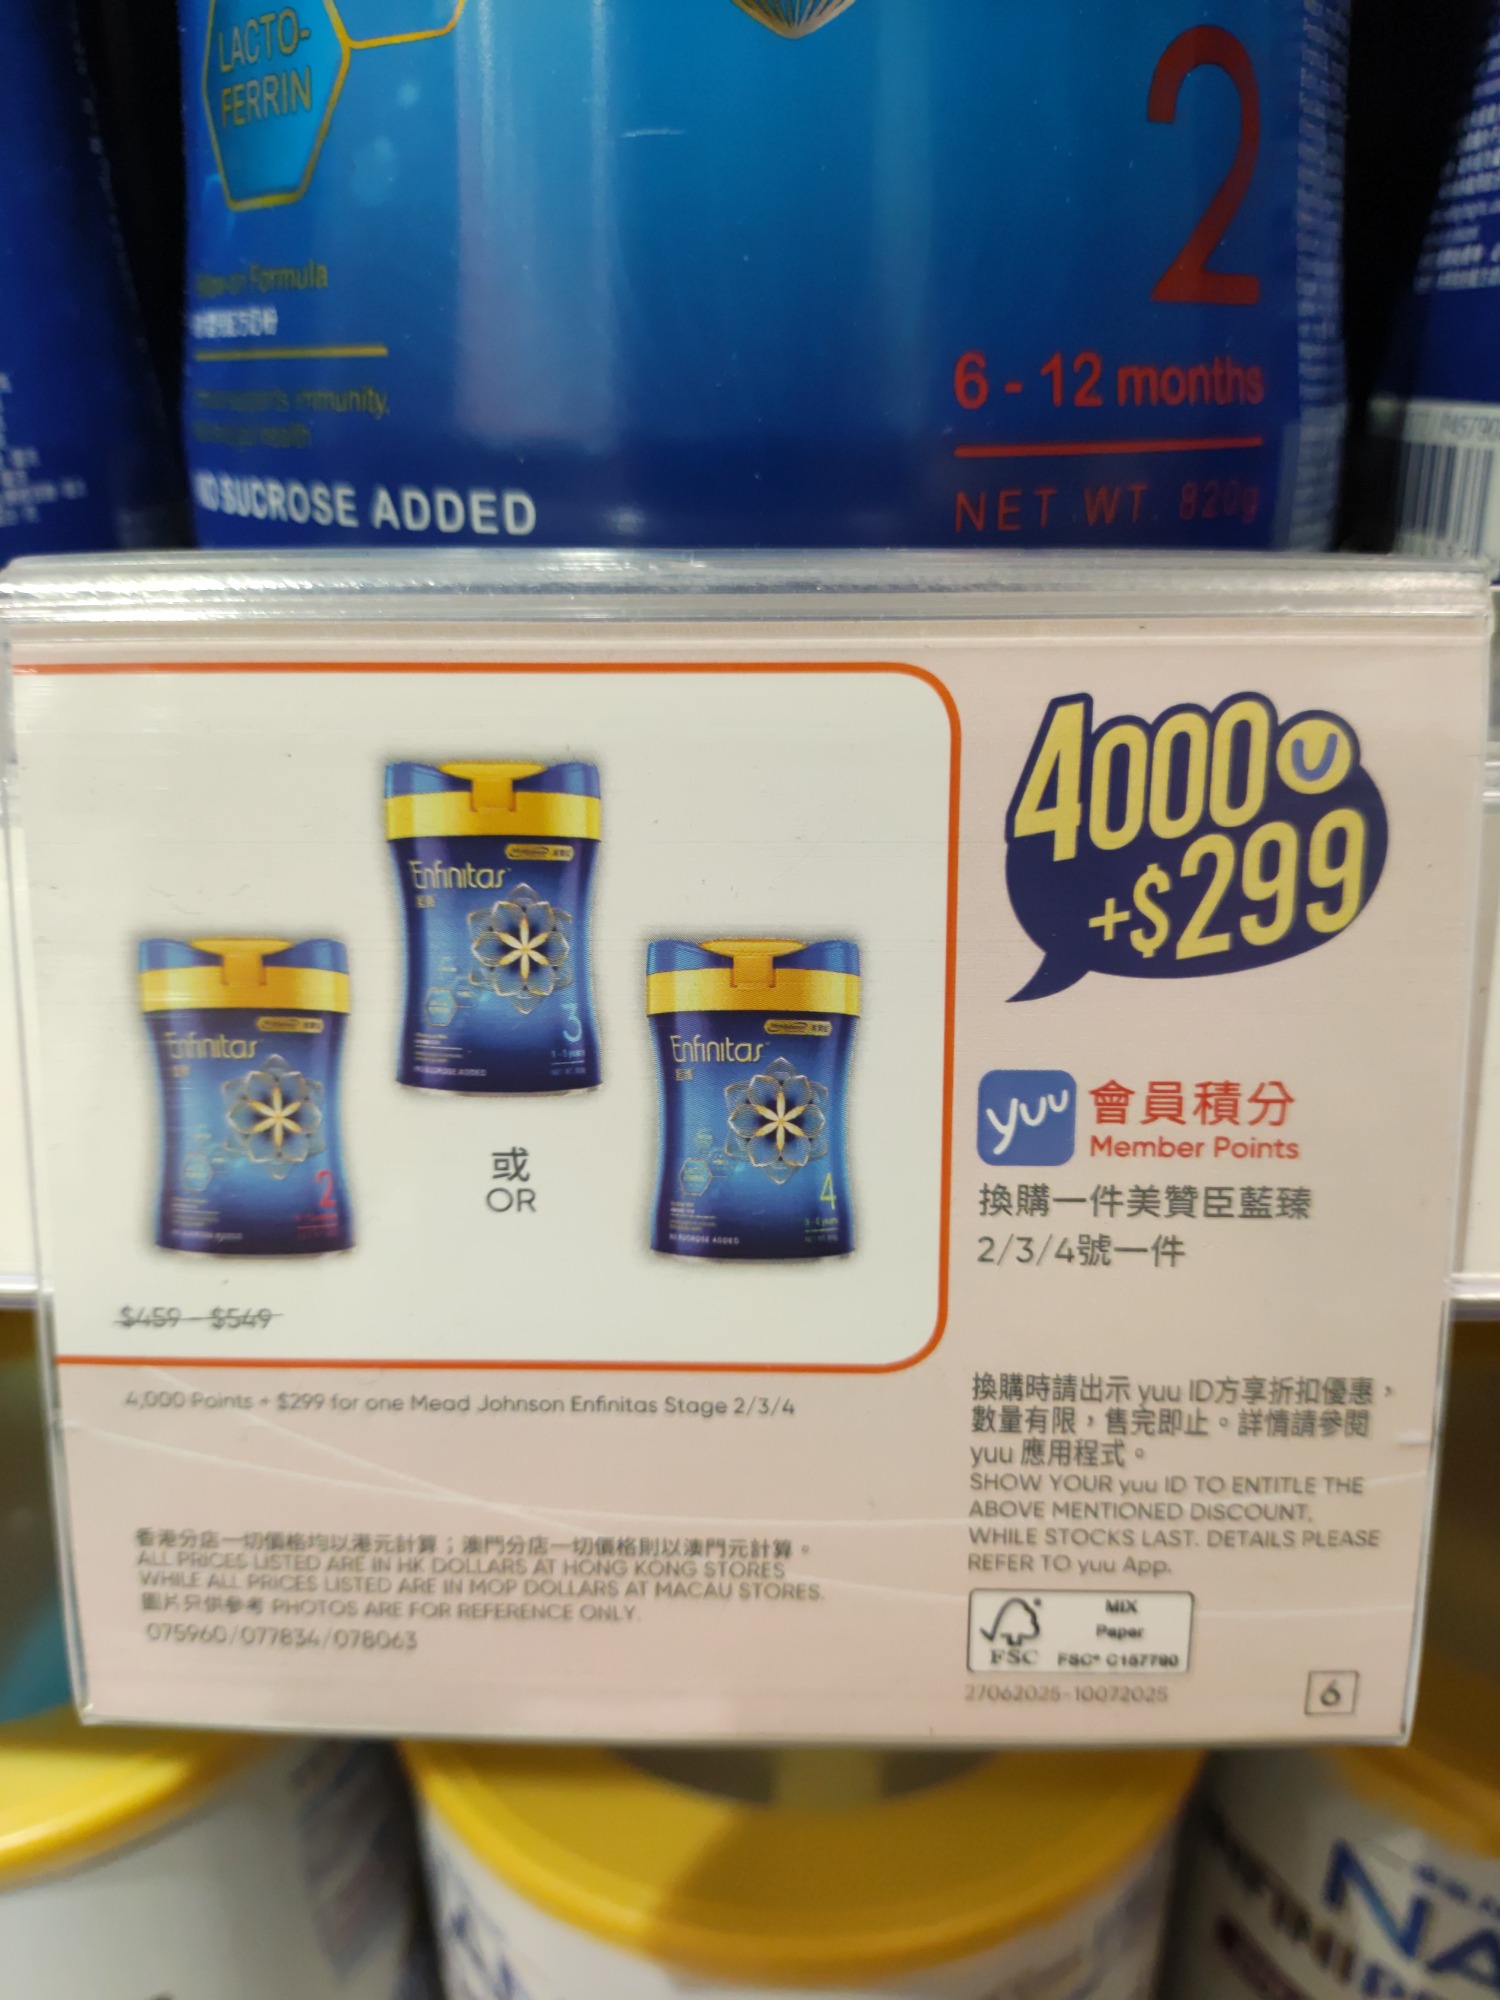 LACTO-
FERRIN
Formula
immunity,
health
NO SUCROSE ADDED
2
6 - 12 months
NET WT. 820g
Enfinitas
3
Enfinitas
2
或
OR
Enfinitas
4
$459 - $549
4,000 Points + $299 for one Mead Johnson Enfinitas Stage 2/3/4
香港分店一切價格均以港元計算；澳門分店一切價格則以澳門元計算。
ALL PRICES LISTED ARE IN HK DOLLARS AT HONG KONG STORES
WHILE ALL PRICES LISTED ARE IN MOP DOLLARS AT MACAU STORES.
圖片只供參考 PHOTOS ARE FOR REFERENCE ONLY.
075960/077834/078063
4000 U
+$299
yuu 會員積分
Member Points
換購一件美贊臣藍臻
2/3/4號一件
換購時請出示 yuu ID方享折扣優惠，
數量有限，售完即止。詳情請參閱
yuu 應用程式。
SHOW YOUR yuu ID TO ENTITLE THE
ABOVE MENTIONED DISCOUNT,
WHILE STOCKS LAST. DETAILS PLEASE
REFER TO yuu App.
FSC
MIX
Paper
FSC® C157790
27062025-10072025
6
NA